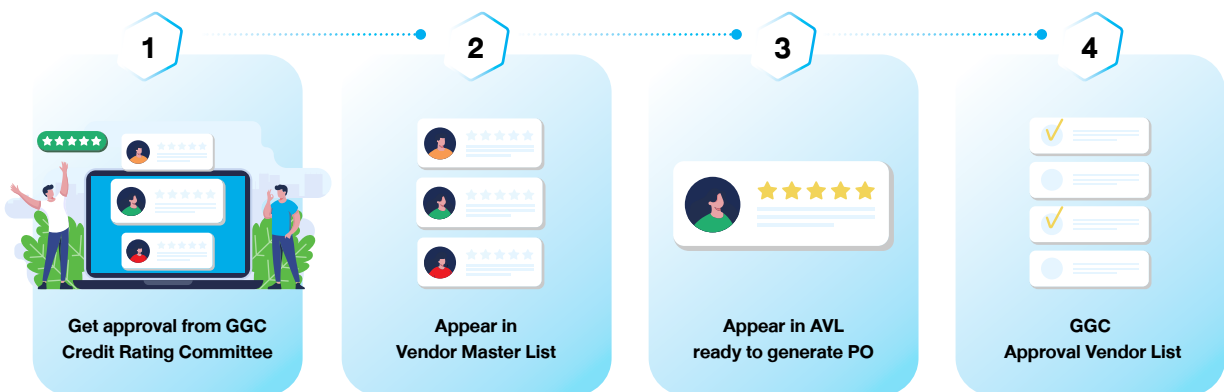 1
2
3
4
Get approval from GGC
Credit Rating Committee
Appear in
Vendor Master List
Appear in AVL
ready to generate PO
GGC
Approval Vendor List